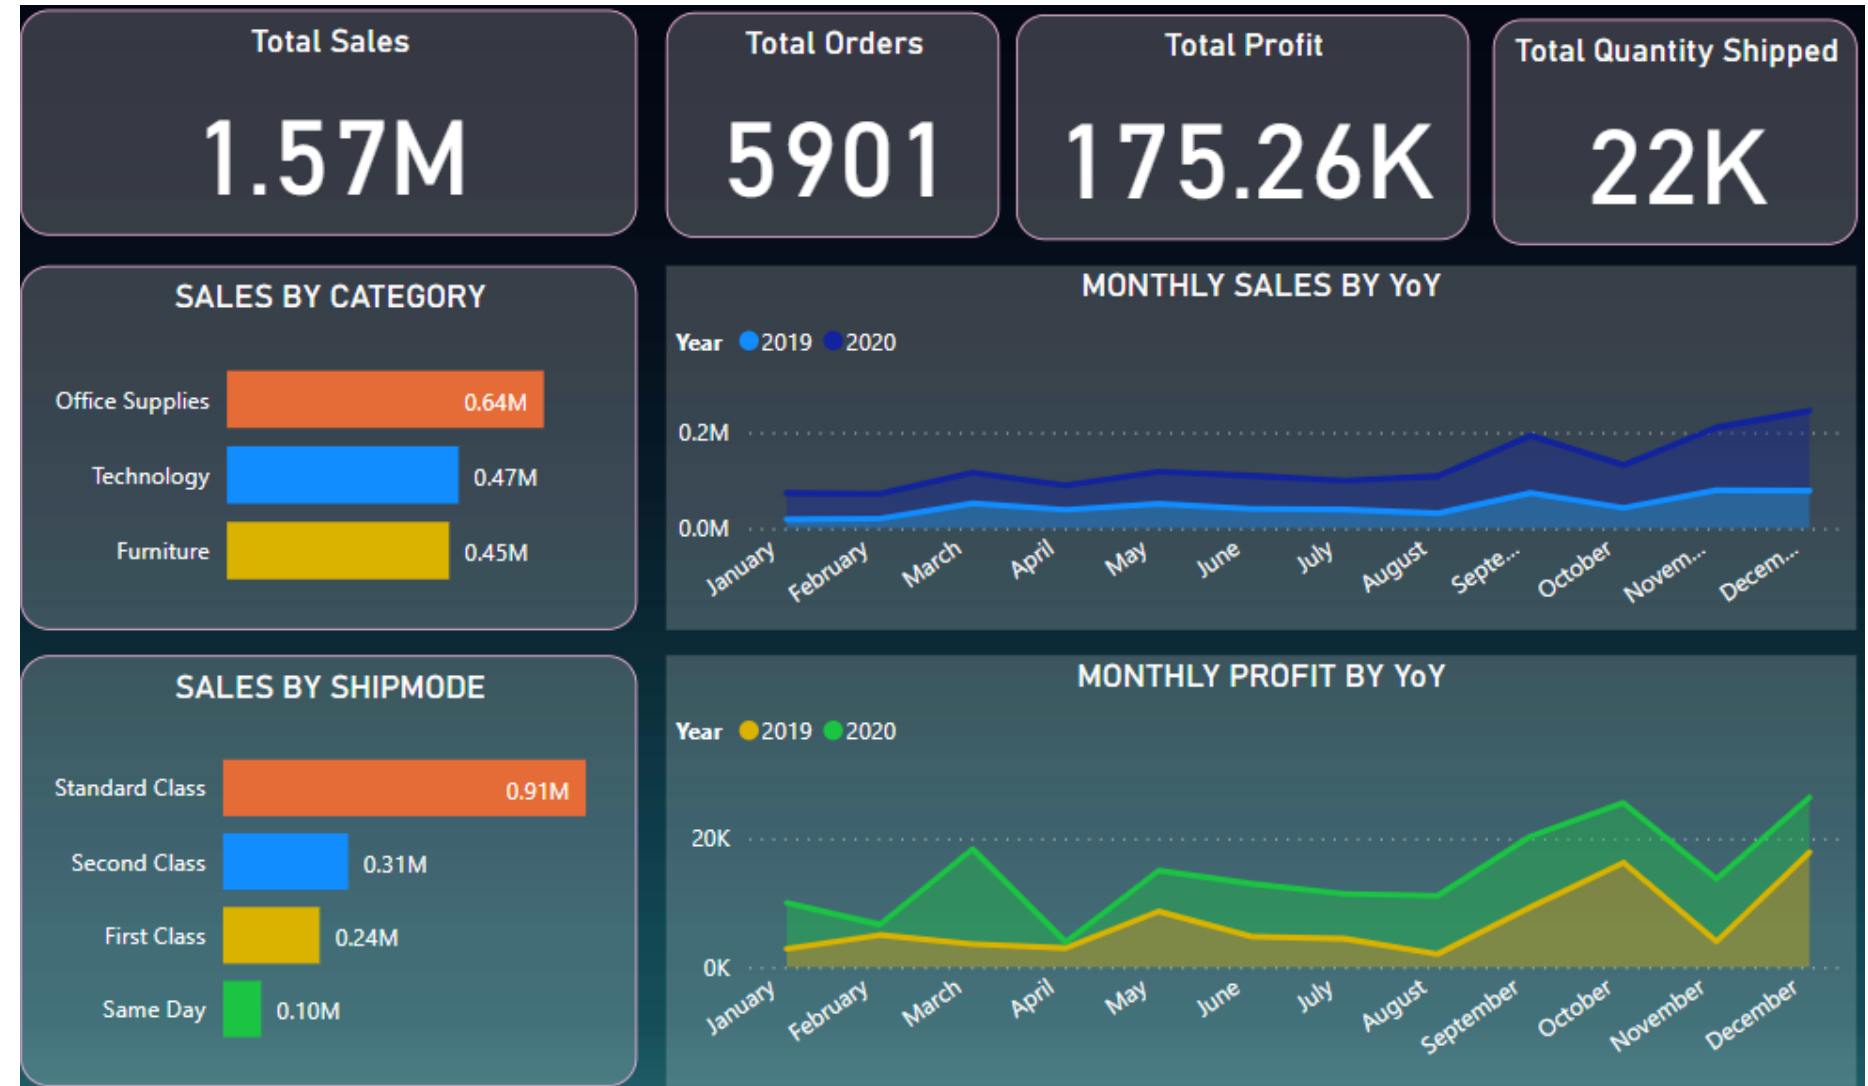 Total Sales
1.57M
Total Orders
5901
Total Profit
175.26K
Total Quantity Shipped
22K
SALES BY CATEGORY
Office Supplies 0.64M
Technology 0.47M
Furniture 0.45M
MONTHLY SALES BY YoY
Year 2019 2020
0.2M
0.0M
January February March April May June July August Septe... October Novem... Decem...
SALES BY SHIPMODE
Standard Class 0.91M
Second Class 0.31M
First Class 0.24M
Same Day 0.10M
MONTHLY PROFIT BY YoY
Year 2019 2020
20K
0K
January February March April May June July August September October November December